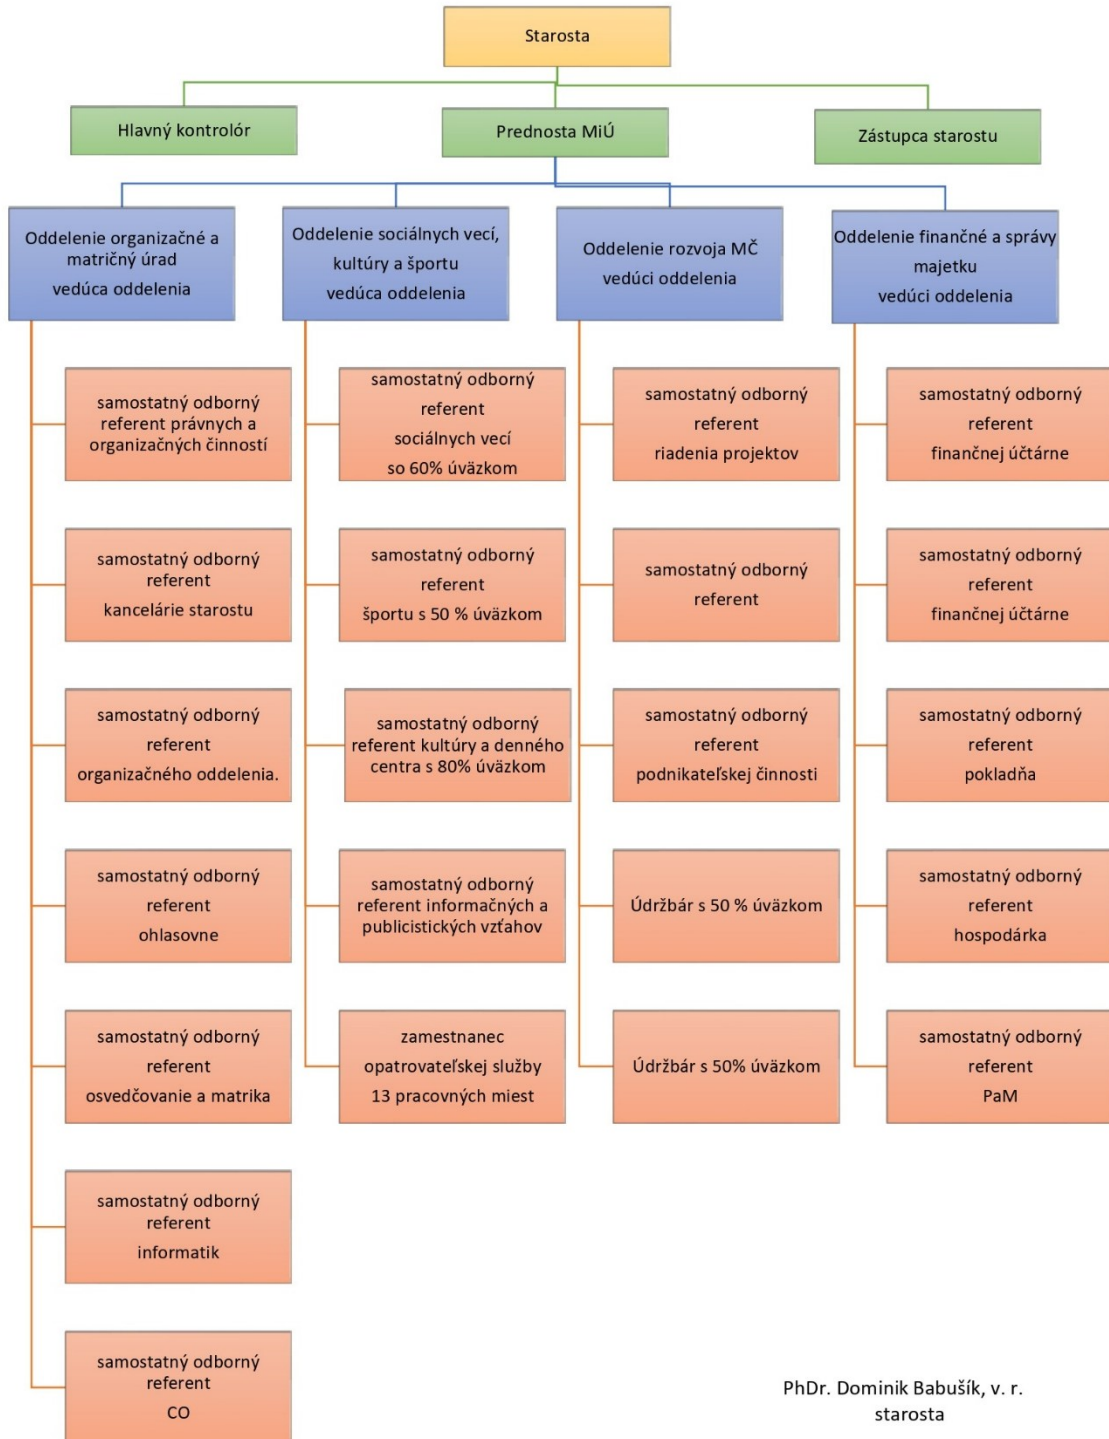 Starosta
Hlavný kontrolór
Prednosta MiÚ
Zástupca starostu
Oddelenie organizačné a
matričný úrad
vedúca oddelenia
Oddelenie sociálnych vecí,
kultúry a športu
vedúca oddelenia
Oddelenie rozvoja MČ
vedúci oddelenia
Oddelenie finančné a správy
majetku
vedúci oddelenia
samostatný odborný
referent právnych a
organizačných činností
samostatný odborný
referent
sociálnych vecí
so 60% úväzkom
samostatný odborný
referent
riadenia projektov
samostatný odborný
referent
finančnej účtárne
samostatný odborný
referent
kancelárie starostu
samostatný odborný
referent
športu s 50 % úväzkom
samostatný odborný
referent
samostatný odborný
referent
finančnej účtárne
samostatný odborný
referent
organizačného oddelenia.
samostatný odborný
referent kultúry a denného
centra s 80% úväzkom
samostatný odborný
referent
podnikateľskej činnosti
samostatný odborný
referent
pokladňa
samostatný odborný
referent
ohlasovne
samostatný odborný
referent informačných a
publicistických vzťahov
Údržbár s 50 % úväzkom
samostatný odborný
referent
hospodárka
samostatný odborný
referent
osvedčovanie a matrika
zamestnanec
opatrovateľskej služby
13 pracovných miest
Údržbár s 50% úväzkom
samostatný odborný
referent
PaM
samostatný odborný
referent
informatik
samostatný odborný
referent
CO
PhDr. Dominik Babušík, v. r.
starosta